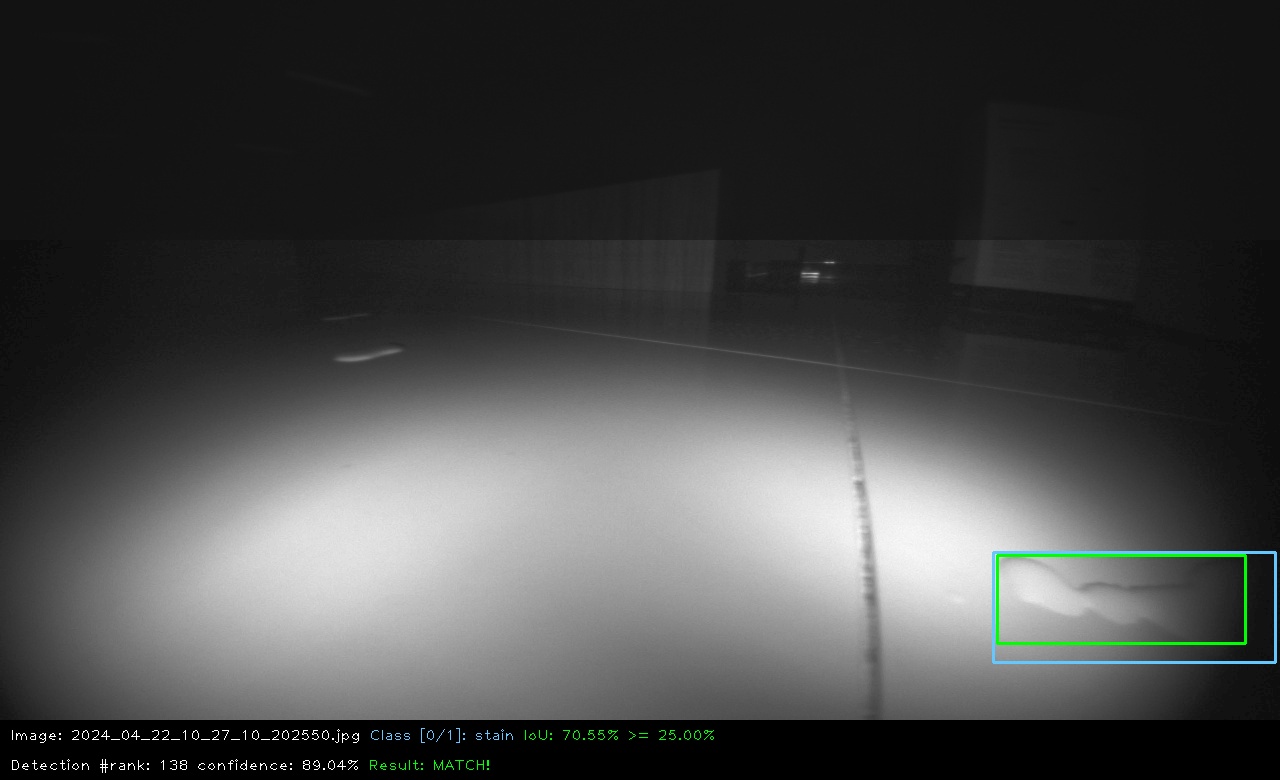 Image: 2024_04_22_10_27_10_202550.jpg Class [0/1]: stain IoU: 70.55% >= 25.00%
Detection #rank: 138 confidence: 89.04% Result: MATCH!